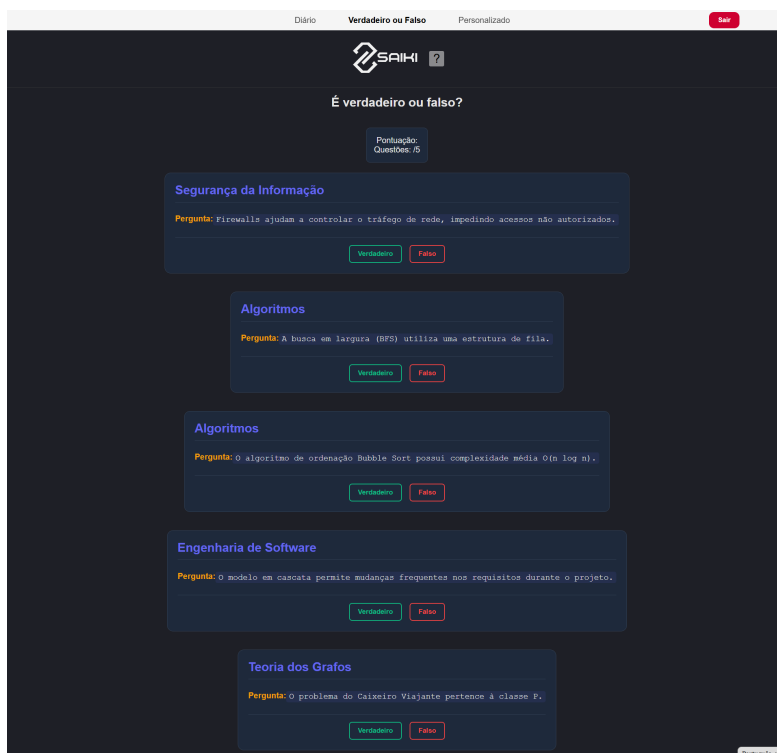 Diário Verdadeiro ou Falso Personalizado Sair
SAIKI ?
É verdadeiro ou falso?
Pontuação:
Questões: /5
Segurança da Informação
Pergunta: Firewalls ajudam a controlar o tráfego de rede, impedindo acessos não autorizados.
Verdadeiro Falso
Algoritmos
Pergunta: A busca em largura (BFS) utiliza uma estrutura de fila.
Verdadeiro Falso
Algoritmos
Pergunta: O algoritmo de ordenação Bubble Sort possui complexidade média O(n log n).
Verdadeiro Falso
Engenharia de Software
Pergunta: O modelo em cascata permite mudanças frequentes nos requisitos durante o projeto.
Verdadeiro Falso
Teoria dos Grafos
Pergunta: O problema do Caixeiro Viajante pertence à classe P.
Verdadeiro Falso